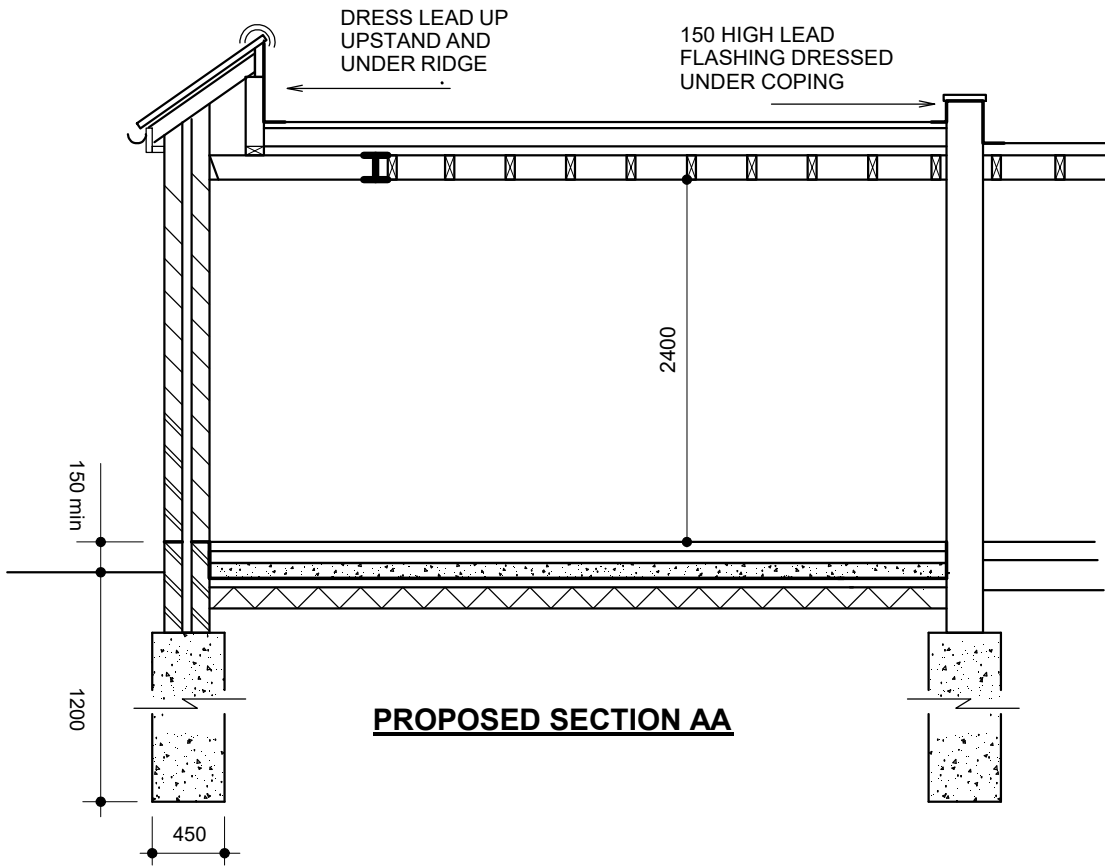 DRESS LEAD UP
UPSTAND AND
UNDER RIDGE
150 HIGH LEAD
FLASHING DRESSED
UNDER COPING
2400
150 min
1200
PROPOSED SECTION AA
450